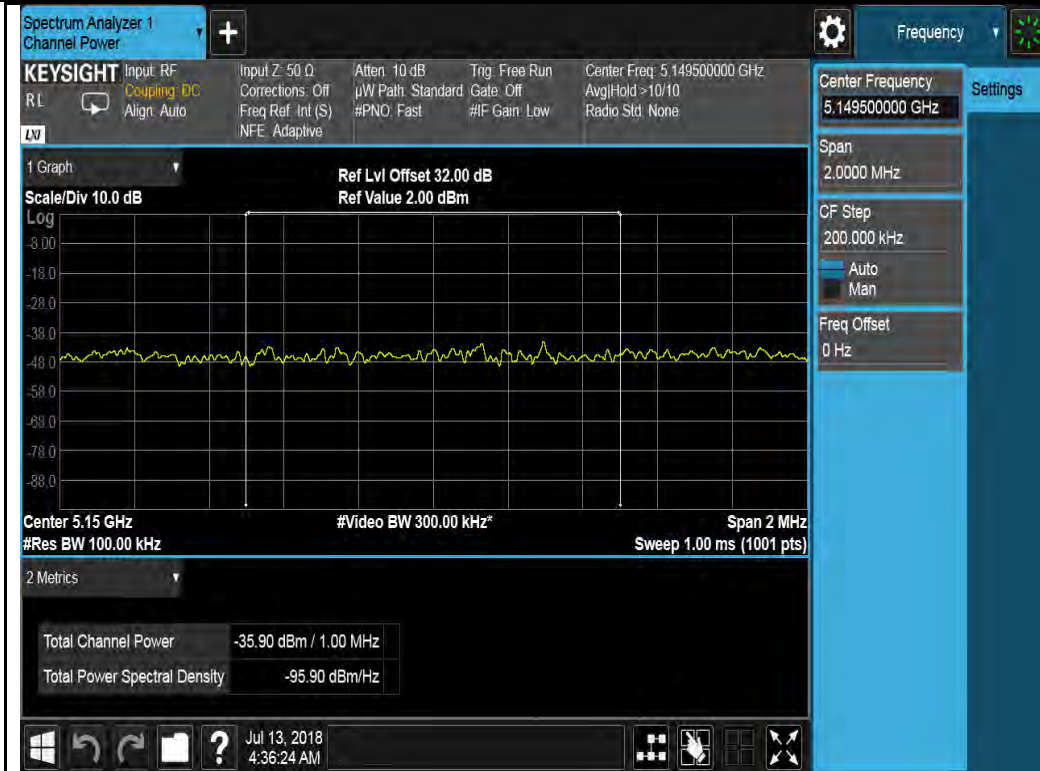 Spectrum Analyzer 1
Channel Power
+
Frequency
KEYSIGHT
RL
LXI
Input: RF
Coupling: DC
Align: Auto
Input Z: 50 Ω
Corrections: Off
Freq Ref: Int (S)
NFE: Adaptive
Atten: 10 dB
µW Path: Standard
#PNO: Fast
Trig: Free Run
Gate: Off
#IF Gain: Low
Center Freq: 5.149500000 GHz
Avg|Hold >10/10
Radio Std: None
1 Graph
Scale/Div 10.0 dB
Ref Lvl Offset 32.00 dB
Ref Value 2.00 dBm
Log
-8.00
-18.0
-28.0
-38.0
-48.0
-58.0
-68.0
-78.0
-88.0
Center 5.15 GHz
#Res BW 100.00 kHz
#Video BW 300.00 kHz*
Span 2 MHz
Sweep 1.00 ms (1001 pts)
2 Metrics
Total Channel Power -35.90 dBm / 1.00 MHz
Total Power Spectral Density -95.90 dBm/Hz
?
Jul 13, 2018
4:36:24 AM
Center Frequency
5.149500000 GHz
Span
2.0000 MHz
CF Step
200.000 kHz
Auto
Man
Freq Offset
0 Hz
Settings